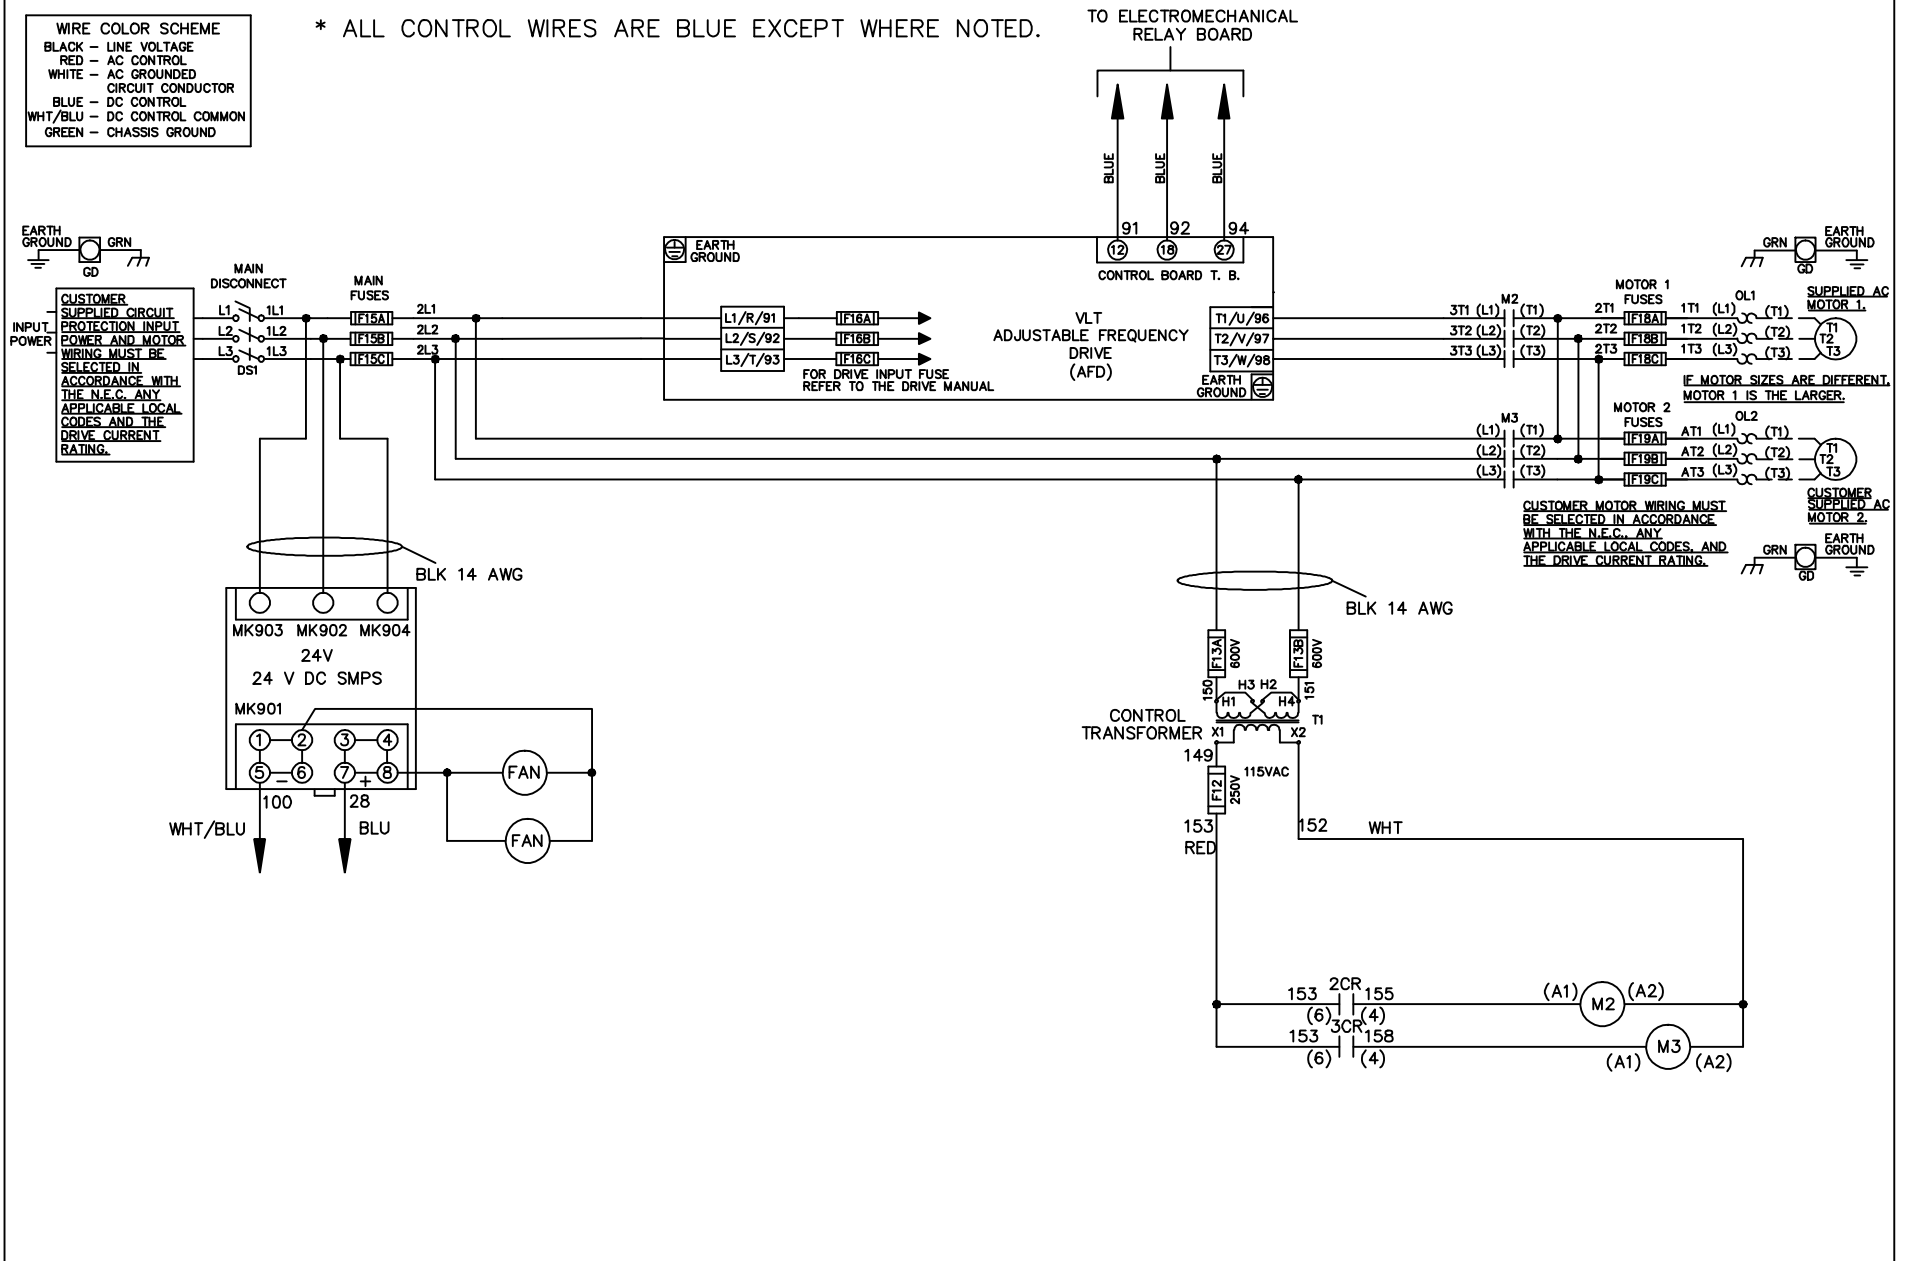 WIRE COLOR SCHEME
BLACK – LINE VOLTAGE
RED – AC CONTROL
WHITE – AC GROUNDED
CIRCUIT CONDUCTOR
BLUE – DC CONTROL
WHT/BLU – DC CONTROL COMMON
GREEN – CHASSIS GROUND
* ALL CONTROL WIRES ARE BLUE EXCEPT WHERE NOTED.
TO ELECTROMECHANICAL
RELAY BOARD
BLUE
BLUE
BLUE
91 92 94
12 18 27
CONTROL BOARD T. B.
EARTH
GROUND
GRN
GD
INPUT
POWER
CUSTOMER
SUPPLIED CIRCUIT
PROTECTION INPUT
POWER AND MOTOR
WIRING MUST BE
SELECTED IN
ACCORDANCE WITH
THE N.E.C. ANY
APPLICABLE LOCAL
CODES AND THE
DRIVE CURRENT
RATING.
MAIN
DISCONNECT
L1 1L1
L2 1L2
L3 1L3
DS1
MAIN
FUSES
F15A 2L1
F15B 2L2
F15C 2L3
EARTH
GROUND
L1/R/91 F16A
L2/S/92 F16B
L3/T/93 F16C
FOR DRIVE INPUT FUSE
REFER TO THE DRIVE MANUAL
VLT
ADJUSTABLE FREQUENCY
DRIVE
(AFD)
T1/U/96
T2/V/97
T3/W/98
EARTH
GROUND
M2
3T1 (L1) (T1)
3T2 (L2) (T2)
3T3 (L3) (T3)
MOTOR 1
FUSES
2T1 F18A 1T1 (L1)
2T2 F18B 1T2 (L2)
2T3 F18C 1T3 (L3)
OL1
(T1)
(T2)
(T3)
GRN
EARTH
GROUND
GD
SUPPLIED AC
MOTOR 1.
T1
T2
T3
IF MOTOR SIZES ARE DIFFERENT,
MOTOR 1 IS THE LARGER.
M3
(L1) (T1)
(L2) (T2)
(L3) (T3)
MOTOR 2
FUSES
F19A AT1 (L1)
F19B AT2 (L2)
F19C AT3 (L3)
OL2
(T1)
(T2)
(T3)
T1
T2
T3
CUSTOMER
SUPPLIED AC
MOTOR 2.
CUSTOMER MOTOR WIRING MUST
BE SELECTED IN ACCORDANCE
WITH THE N.E.C., ANY
APPLICABLE LOCAL CODES, AND
THE DRIVE CURRENT RATING.
GRN
EARTH
GROUND
GD
BLK 14 AWG
MK903 MK902 MK904
24V
24 V DC SMPS
MK901
1 2 3 4
5 – 6 7 + 8
100 28
WHT/BLU BLU
FAN
FAN
BLK 14 AWG
F13A 600V
F13B 600V
150 H3 H2 151
H1 H4
CONTROL
TRANSFORMER
X1 X2 T1
149
115VAC
F12 250V
153 152 WHT
RED
2CR
153 155 (A1) M2 (A2)
(6) (4)
3CR
153 158 M3
(6) (4) (A1) (A2)